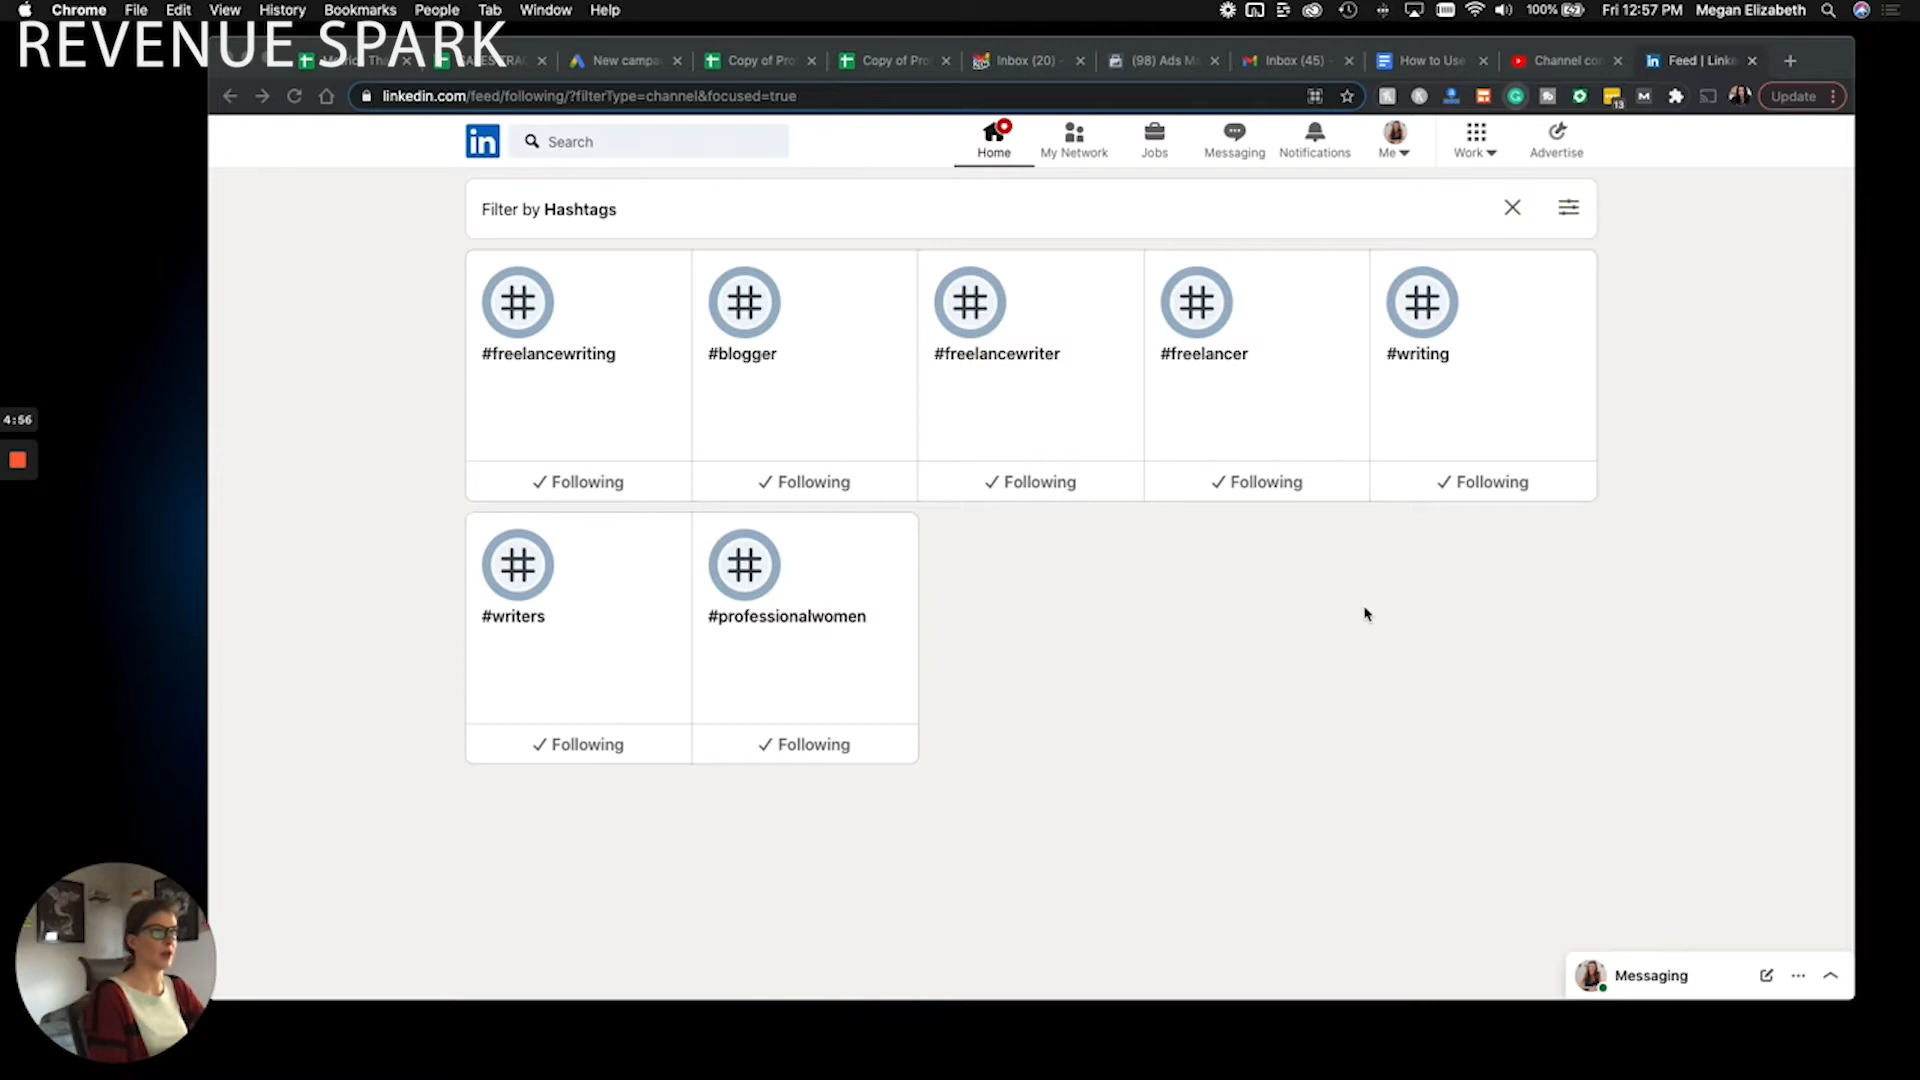 Chrome File Edit View History Bookmarks People Tab Window Help 100% Fri 12:57 PM Megan Elizabeth
REVENUE SPARK
New campa Copy of Pro Copy of Pro Inbox (20) (98) Ads M Inbox (45) How to Use Channel co Feed | Linke
linkedin.com/feed/following/?filterType=channel&focused=true 13 Update
in Search Home My Network Jobs Messaging Notifications Me Work Advertise
Filter by Hashtags
#freelancewriting #blogger #freelancewriter #freelancer #writing
4:56
Following Following Following Following Following
#writers #professionalwomen
Following Following
Messaging